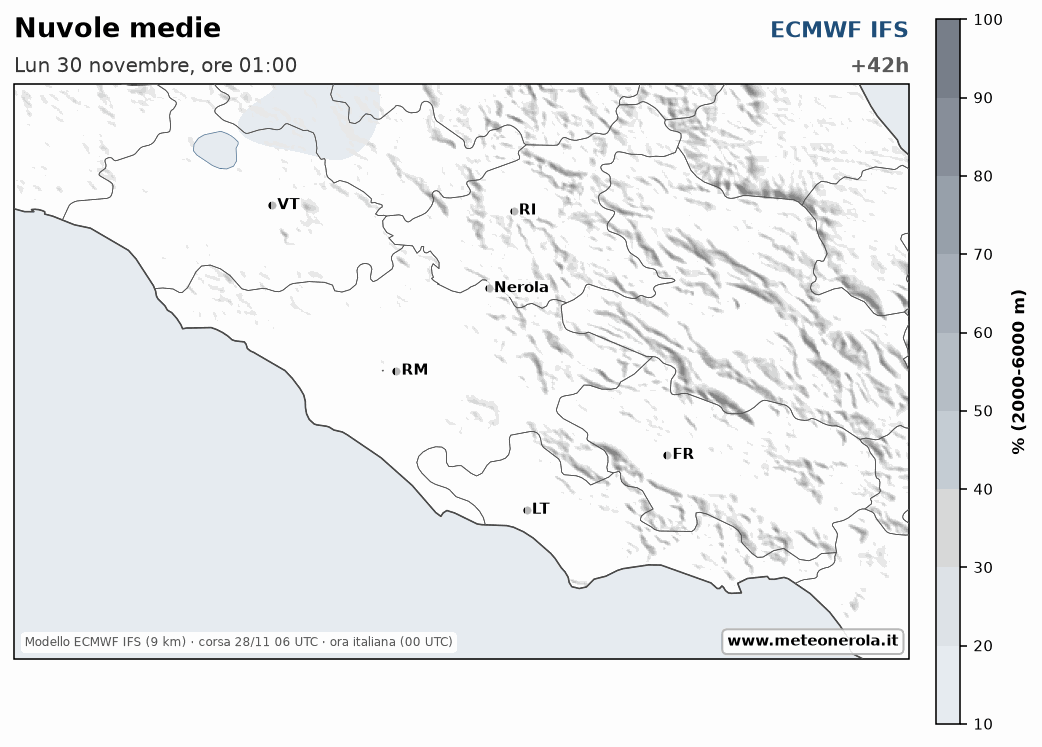 Nuvole medie
ECMWF IFS
Lun 30 novembre, ore 01:00
+42h
100
90
80
70
60
50
40
30
20
10
% (2000-6000 m)
VT
RI
Nerola
RM
FR
LT
Modello ECMWF IFS (9 km) · corsa 28/11 06 UTC · ora italiana (00 UTC)
www.meteonerola.it